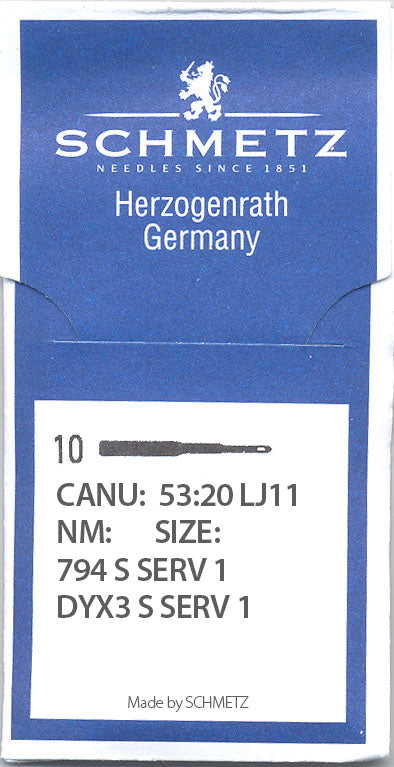 SCHMETZ
NEEDLES SINCE 1851
Herzogenrath
Germany
10
CANU: 53:20 LJ11
NM: SIZE:
794 S SERV 1
DYX3 S SERV 1
Made by SCHMETZ